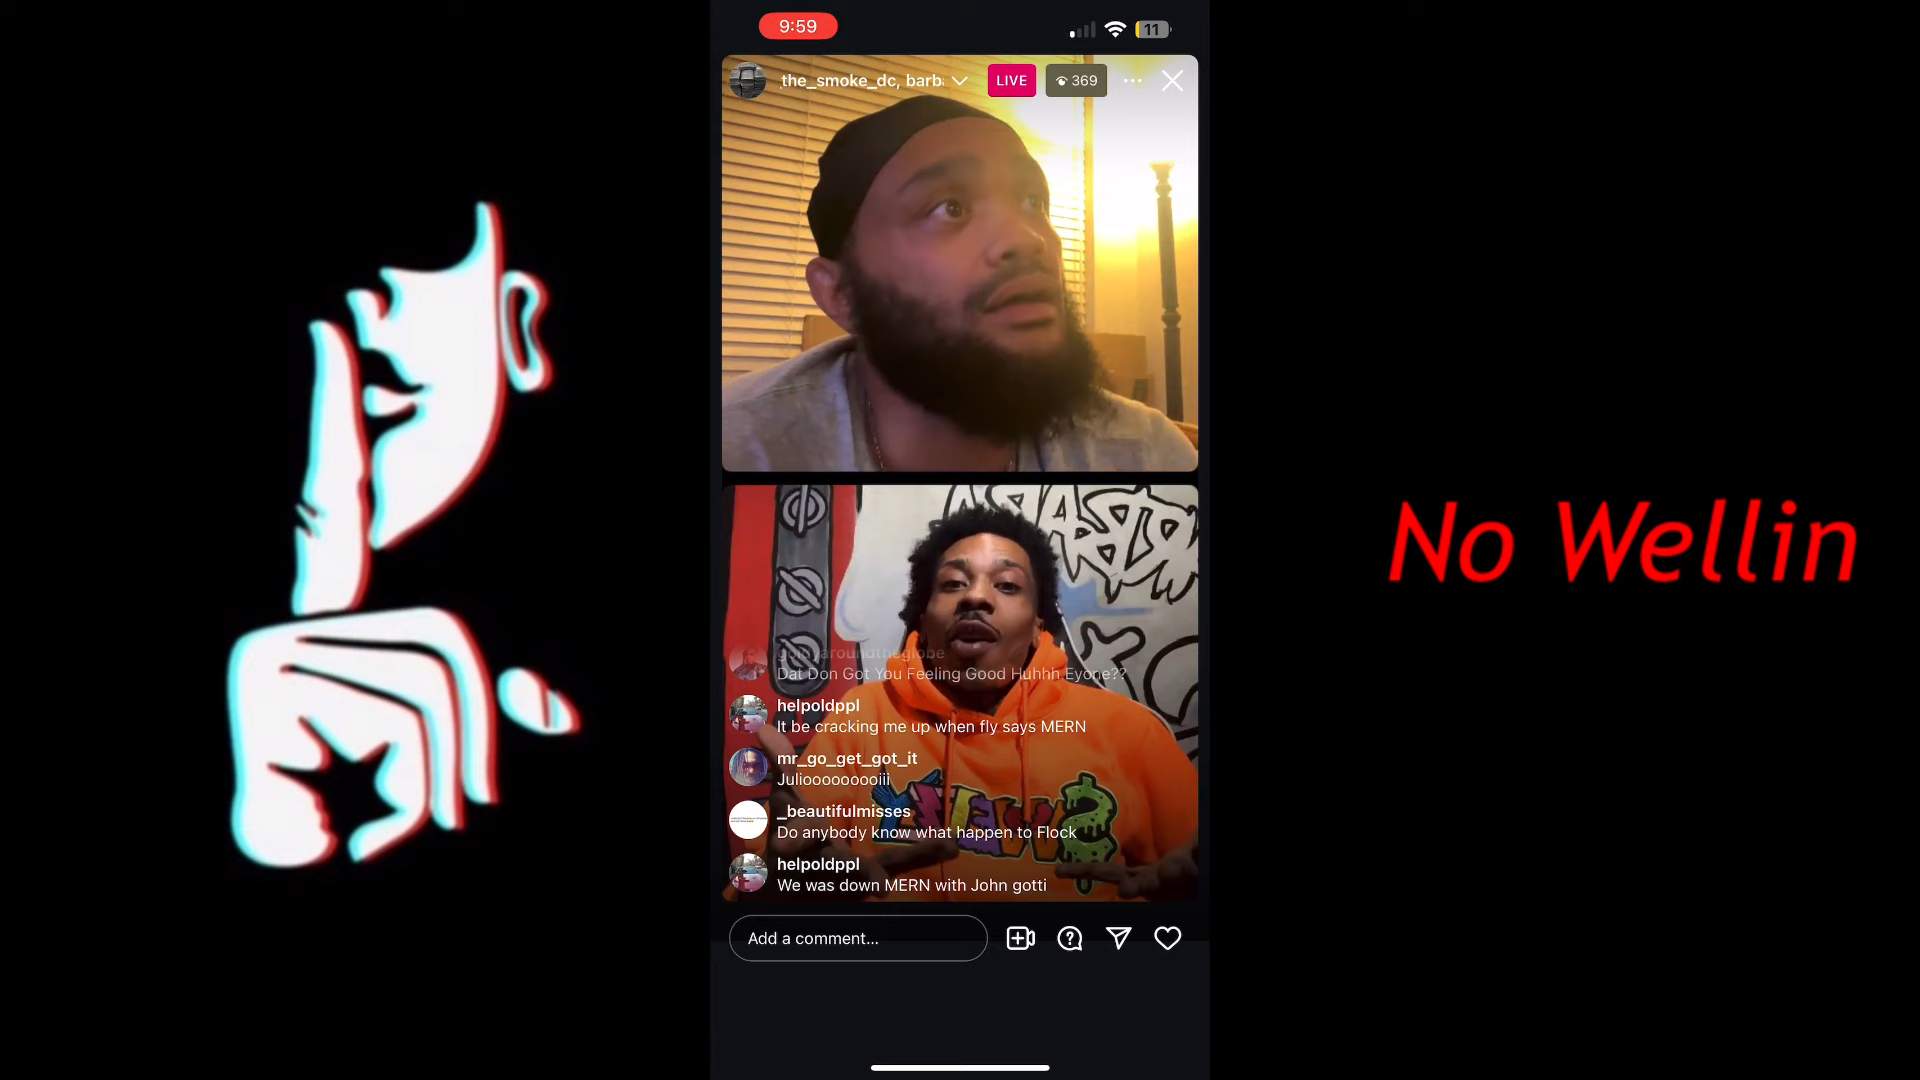 9:59
11
the_smoke_dc, barb
LIVE
369
goldyaroundtheglobe
Dat Don Got You Feeling Good Huhhh Eyone??
helpoldppl
It be cracking me up when fly says MERN
mr_go_get_got_it
Juliooooooooiii
_beautifulmisses
Do anybody know what happen to Flock
helpoldppl
We was down MERN with John gotti
Add a comment...
No Wellin